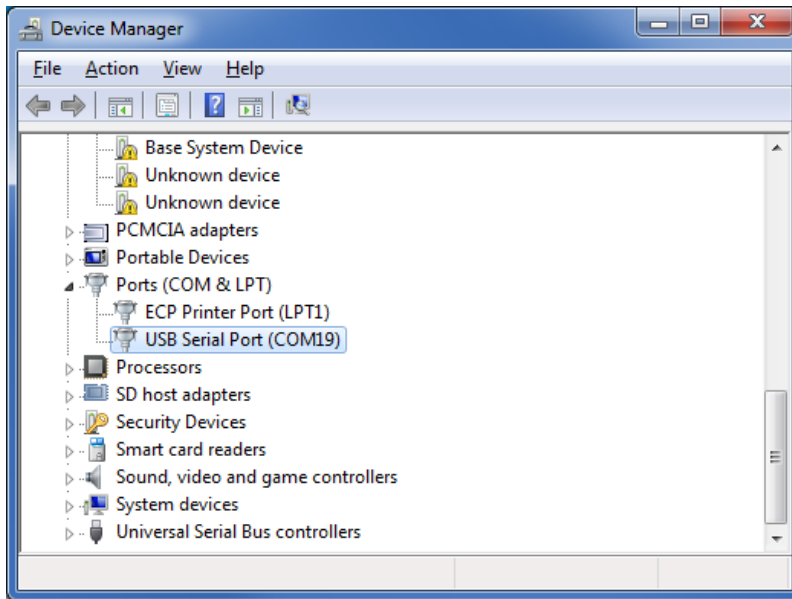 Device Manager
File Action View Help
Base System Device
Unknown device
Unknown device
PCMCIA adapters
Portable Devices
Ports (COM & LPT)
ECP Printer Port (LPT1)
USB Serial Port (COM19)
Processors
SD host adapters
Security Devices
Smart card readers
Sound, video and game controllers
System devices
Universal Serial Bus controllers